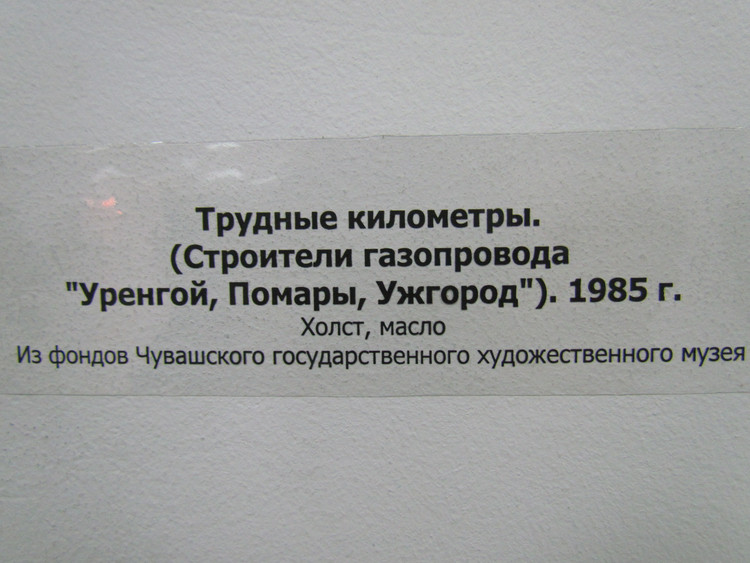 Трудные километры.
(Строители газопровода
"Уренгой, Помары, Ужгород"). 1985 г.
Холст, масло
Из фондов Чувашского государственного художественного музея